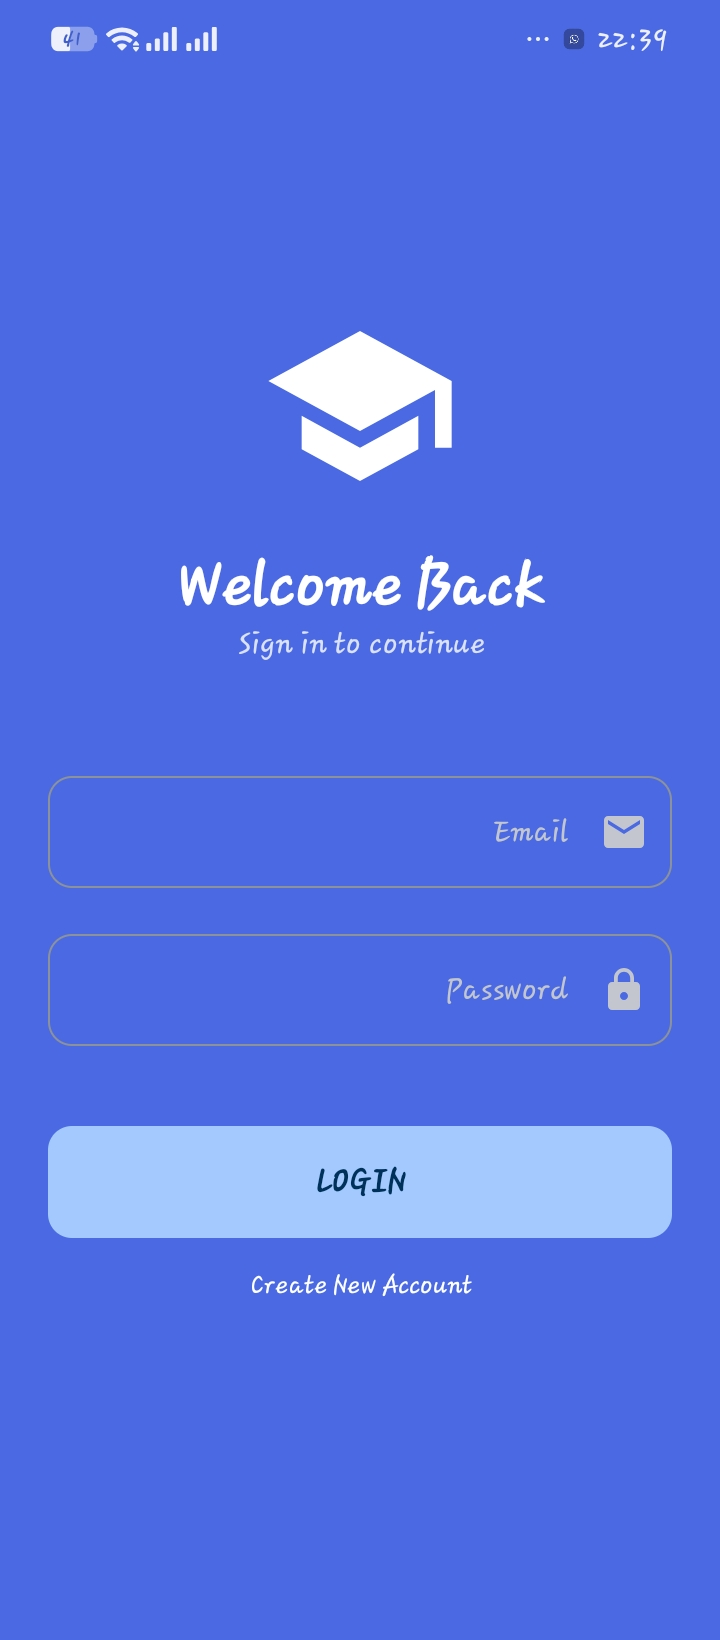 41
22:39
Welcome Back
Sign in to continue
Email
Password
LOGIN
Create New Account